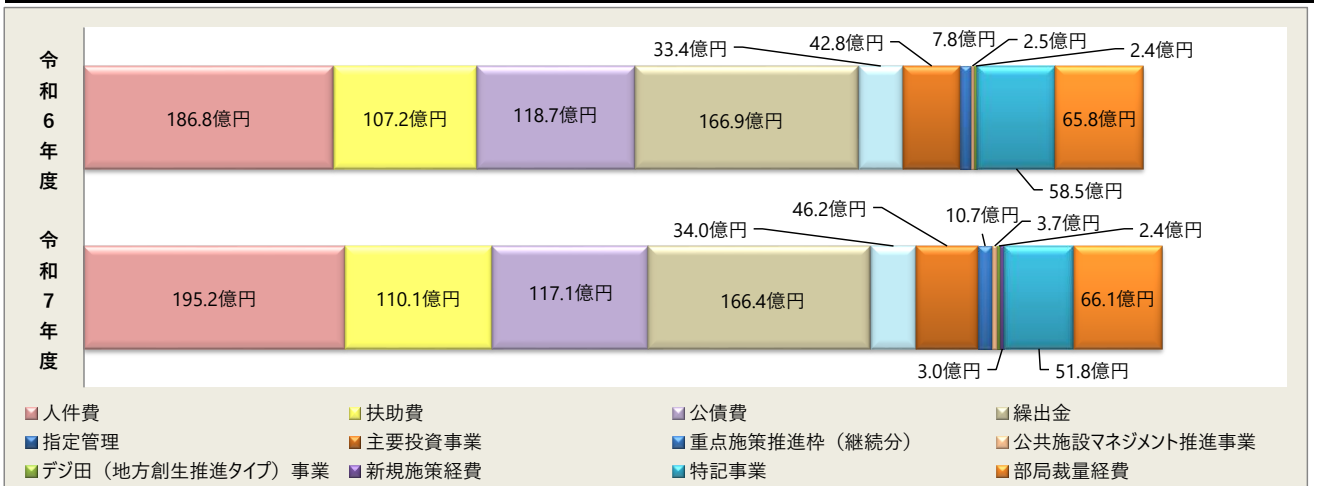 33.4億円 42.8億円 7.8億円 2.5億円 2.4億円
令和6年度
186.8億円 107.2億円 118.7億円 166.9億円 65.8億円
58.5億円
34.0億円 46.2億円 10.7億円 3.7億円 2.4億円
令和7年度
195.2億円 110.1億円 117.1億円 166.4億円 66.1億円
3.0億円 51.8億円
人件費 扶助費 公債費 繰出金
指定管理 主要投資事業 重点施策推進枠（継続分） 公共施設マネジメント推進事業
デジ田（地方創生推進タイプ）事業 新規施策経費 特記事業 部局裁量経費